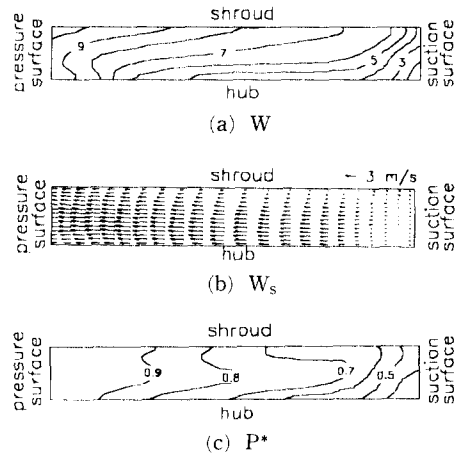 shroud
pressure
surface
9
7
5
3
suction
surface
hub
(a) W
shroud
← 3 m/s
pressure
surface
suction
surface
hub
(b) Ws
shroud
pressure
surface
0.9
0.8
0.7
0.5
suction
surface
hub
(c) P*